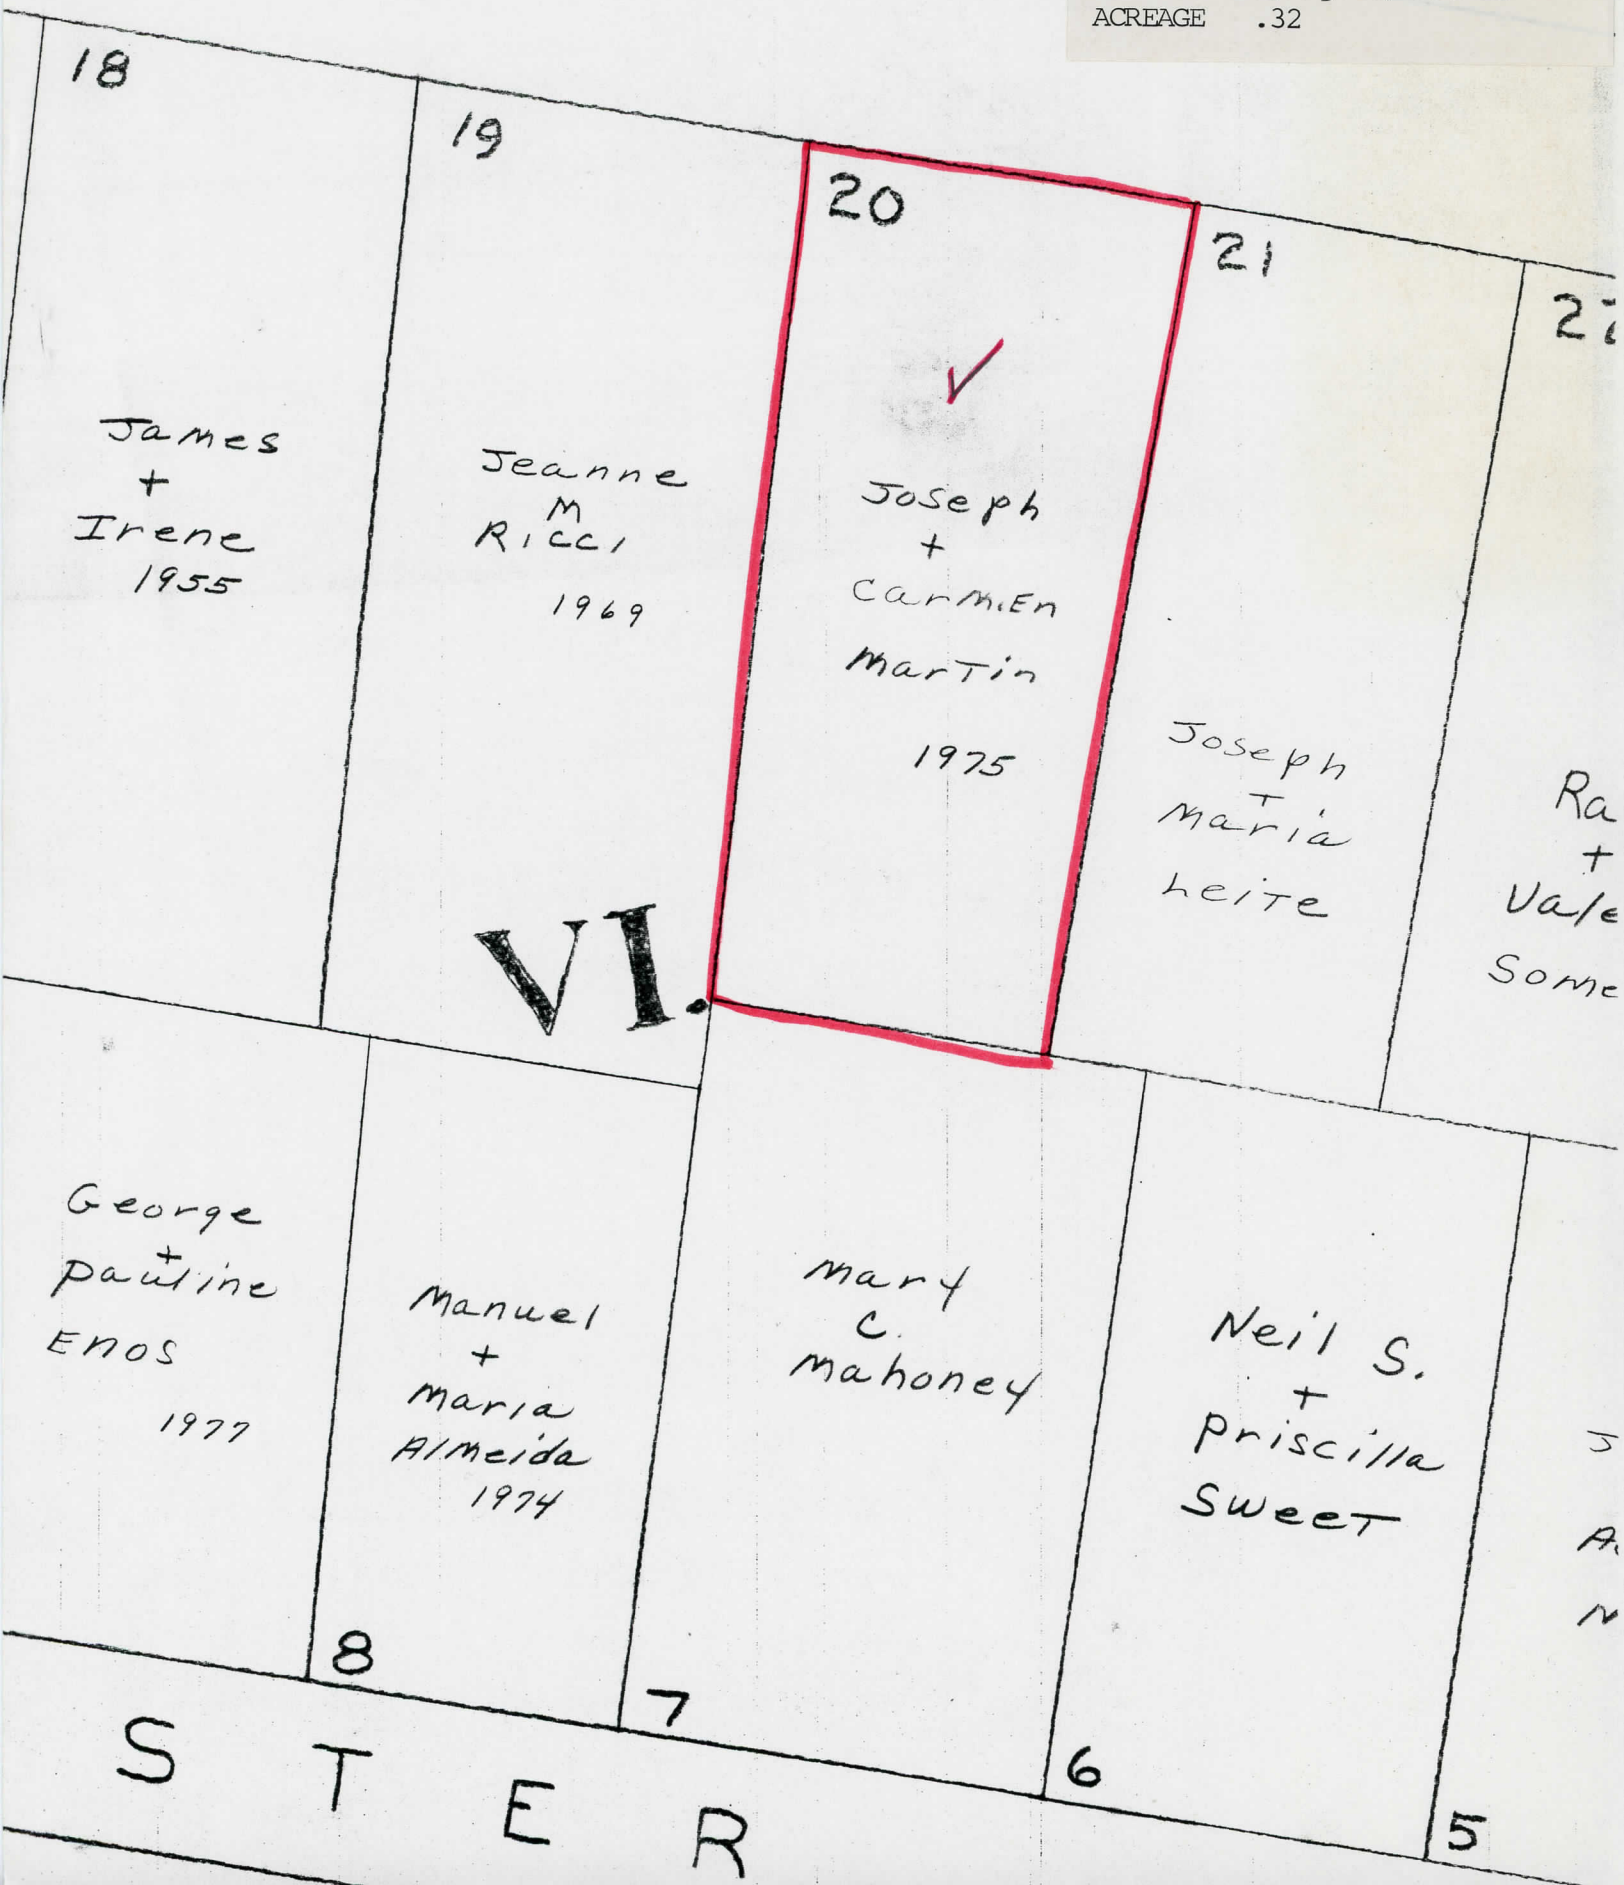 ACREAGE .32
18
James
+
Irene
1955
19
Jeanne
M
Ricci
1969
20
Joseph
+
Carmen
Martin
1975
21
Joseph
+
Maria
Leite
Ra
+
Vale
Some
VI.
George
+
Pauline
Enos
1977
8
Manuel
+
Maria
Almeida
1974
7
Mary
C.
Mahoney
6
Neil S.
+
Priscilla
Sweet
5
J
A.
N
STER